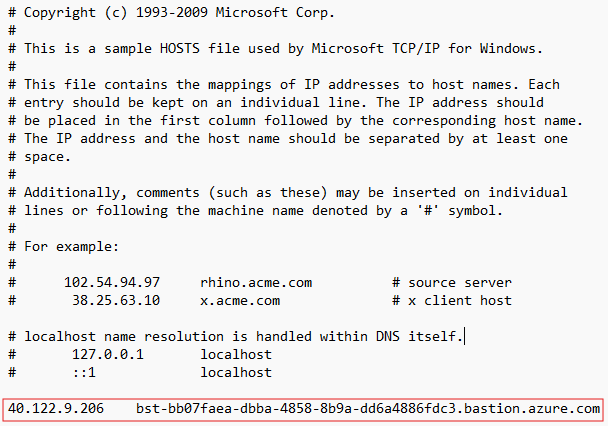 # Copyright (c) 1993-2009 Microsoft Corp.
#
# This is a sample HOSTS file used by Microsoft TCP/IP for Windows.
#
# This file contains the mappings of IP addresses to host names. Each
# entry should be kept on an individual line. The IP address should
# be placed in the first column followed by the corresponding host name.
# The IP address and the host name should be separated by at least one
# space.
#
# Additionally, comments (such as these) may be inserted on individual
# lines or following the machine name denoted by a '#' symbol.
#
# For example:
#
#      102.54.94.97     rhino.acme.com          # source server
#       38.25.63.10     x.acme.com              # x client host

# localhost name resolution is handled within DNS itself.
#       127.0.0.1       localhost
#       ::1             localhost

40.122.9.206    bst-bb07faea-dbba-4858-8b9a-dd6a4886fdc3.bastion.azure.com